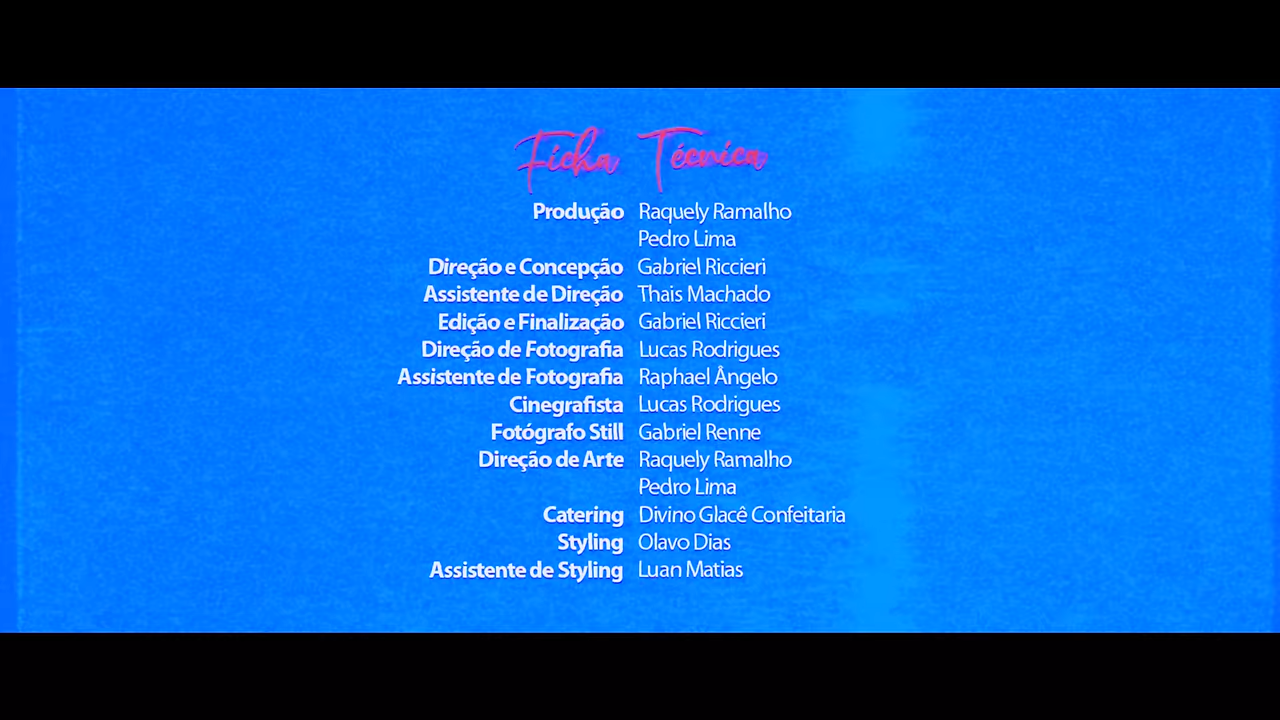 Ficha Técnica
Produção Raquely Ramalho
Pedro Lima
Direção e Concepção Gabriel Riccieri
Assistente de Direção Thais Machado
Edição e Finalização Gabriel Riccieri
Direção de Fotografia Lucas Rodrigues
Assistente de Fotografia Raphael Ângelo
Cinegrafista Lucas Rodrigues
Fotógrafo Still Gabriel Renne
Direção de Arte Raquely Ramalho
Pedro Lima
Catering Divino Glacê Confeitaria
Styling Olavo Dias
Assistente de Styling Luan Matias